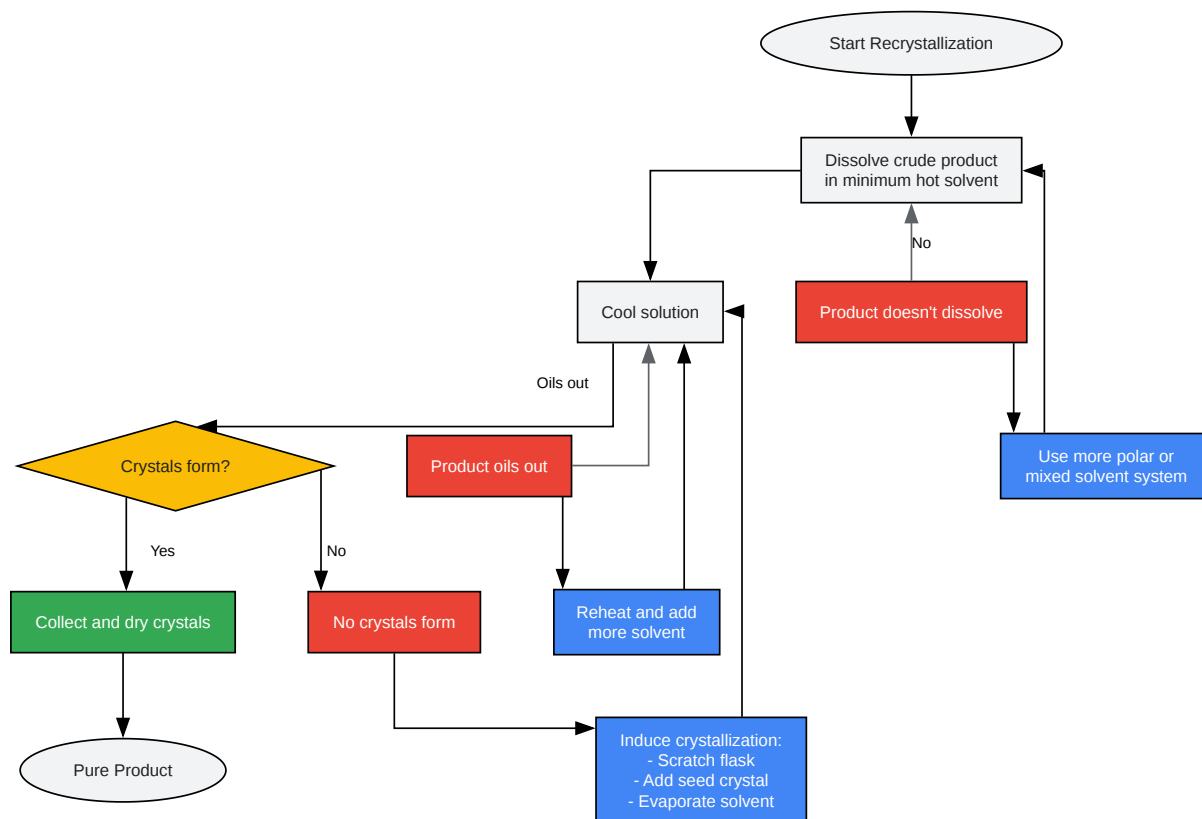 Start Recrystallization
Dissolve crude product
in minimum hot solvent
No
Cool solution
Product doesn't dissolve
Oils out
Crystals form?
Product oils out
Use more polar or
mixed solvent system
Yes
No
Collect and dry crystals
No crystals form
Reheat and add
more solvent
Pure Product
Induce crystallization:
- Scratch flask
- Add seed crystal
- Evaporate solvent